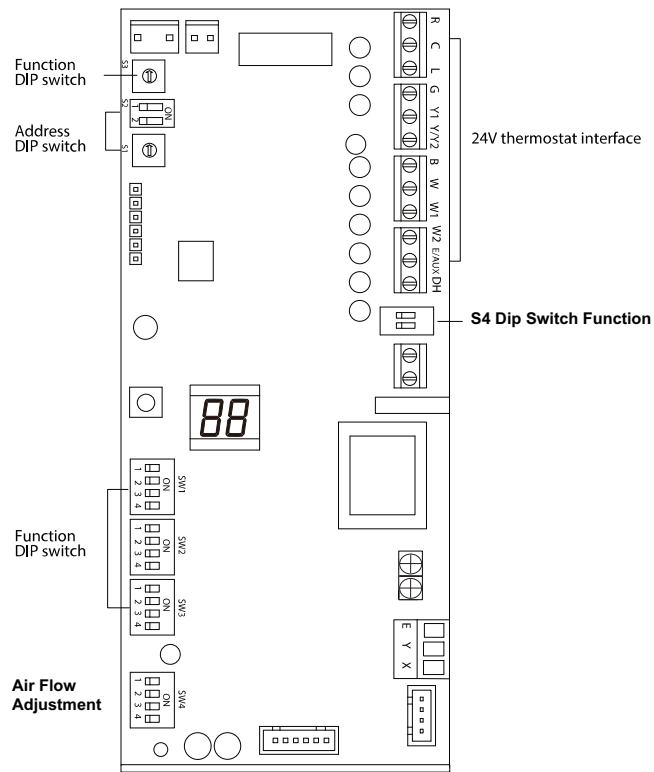 Function
DIP switch
Address
DIP switch
S3
S2
ON
1
2
S1
R
C
L
G
Y1
Y/Y2
B
W
W1
W2
E/AUX
DH
24V thermostat interface
S4 Dip Switch Function
88
Function
DIP switch
1
2
3
4
ON
SW1
1
2
3
4
ON
SW2
1
2
3
4
ON
SW3
E
Y
X
Air Flow
Adjustment
1
2
3
4
ON
SW4